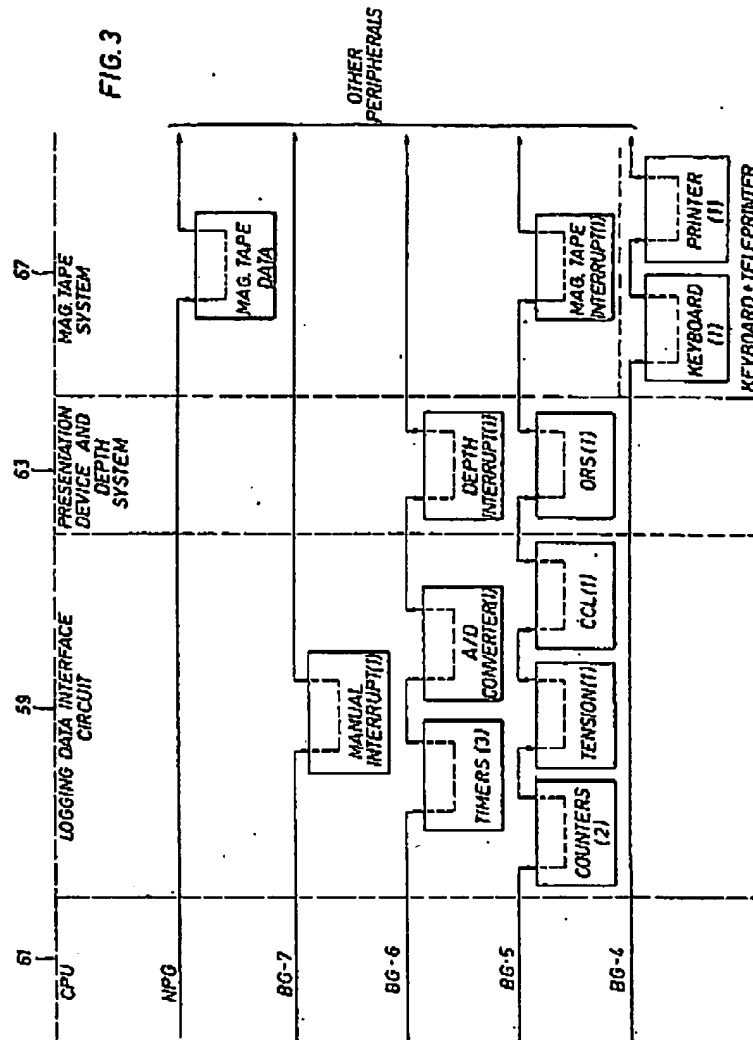 FIG. 3
61
59
63
67
CPU
LOGGING DATA INTERFACE
CIRCUIT
PRESENTATION
DEVICE AND
DEPTH
SYSTEM
MAG. TAPE
SYSTEM
NPG
MAG. TAPE
DATA
BG-7
MANUAL
INTERRUPT(1)
BG-6
TIMERS (3)
A/D
CONVERTER(1)
DEPTH
INTERRUPT(1)
BG-5
COUNTERS
(2)
TENSION(1)
CCL(1)
ORS(1)
MAG. TAPE
INTERRUPT(1)
BG-4
KEYBOARD
(1)
PRINTER
(1)
KEYBOARD + TELEPRINTER
OTHER
PERIPHERALS